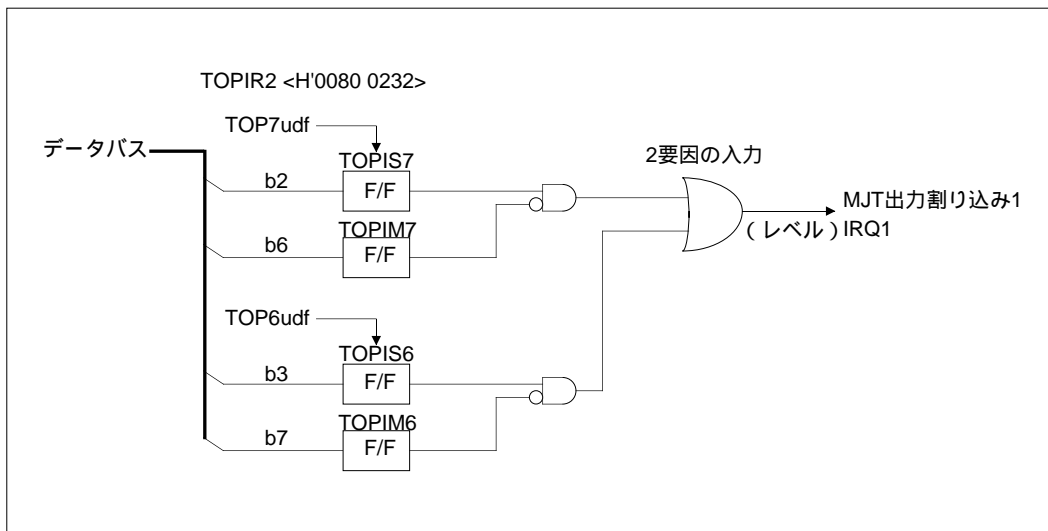 TOPIR2 <H'0080 0232>
TOP7udf
データバス
TOPIS7
2要因の入力
b2
F/F
MJT出力割り込み1
(レベル)
IRQ1
TOPIM7
b6
F/F
TOP6udf
TOPIS6
b3
F/F
TOPIM6
b7
F/F